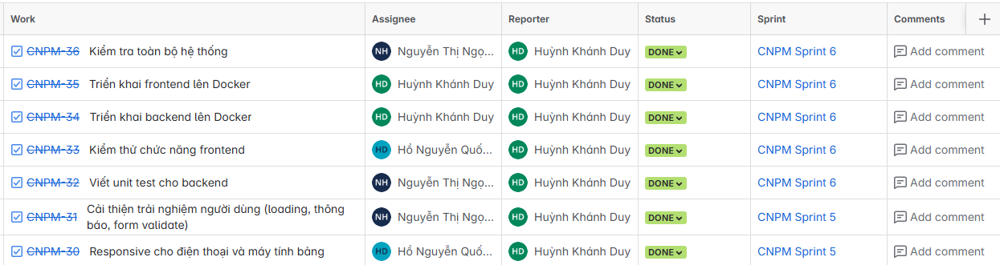 Work Assignee Reporter Status Sprint Comments
CNPM-36 Kiểm tra toàn bộ hệ thống NH Nguyễn Thị Ngọ... HD Huỳnh Khánh Duy DONE CNPM Sprint 6 Add comment
CNPM-35 Triển khai frontend lên Docker HD Huỳnh Khánh Duy HD Huỳnh Khánh Duy DONE CNPM Sprint 6 Add comment
CNPM-34 Triển khai backend lên Docker HD Huỳnh Khánh Duy HD Huỳnh Khánh Duy DONE CNPM Sprint 6 Add comment
CNPM-33 Kiểm thử chức năng frontend HD Hồ Nguyễn Quố... HD Huỳnh Khánh Duy DONE CNPM Sprint 6 Add comment
CNPM-32 Viết unit test cho backend NH Nguyễn Thị Ngọ... HD Huỳnh Khánh Duy DONE CNPM Sprint 6 Add comment
CNPM-31 Cải thiện trải nghiệm người dùng (loading, thông
báo, form validate) NH Nguyễn Thị Ngọ... HD Huỳnh Khánh Duy DONE CNPM Sprint 5 Add comment
CNPM-30 Responsive cho điện thoại và máy tính bảng HD Hồ Nguyễn Quố... HD Huỳnh Khánh Duy DONE CNPM Sprint 5 Add comment